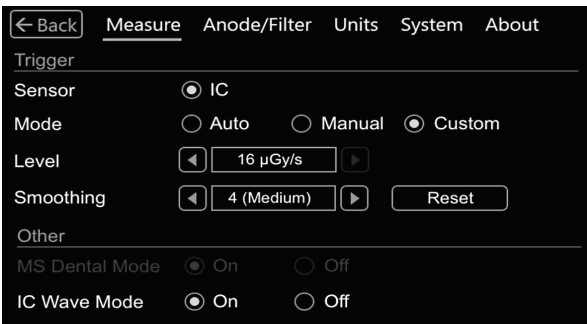 Back Measure Anode/Filter Units System About
Trigger
Sensor IC
Mode Auto Manual Custom
Level 16 µGy/s
Smoothing 4 (Medium) Reset
Other
MS Dental Mode On Off
IC Wave Mode On Off